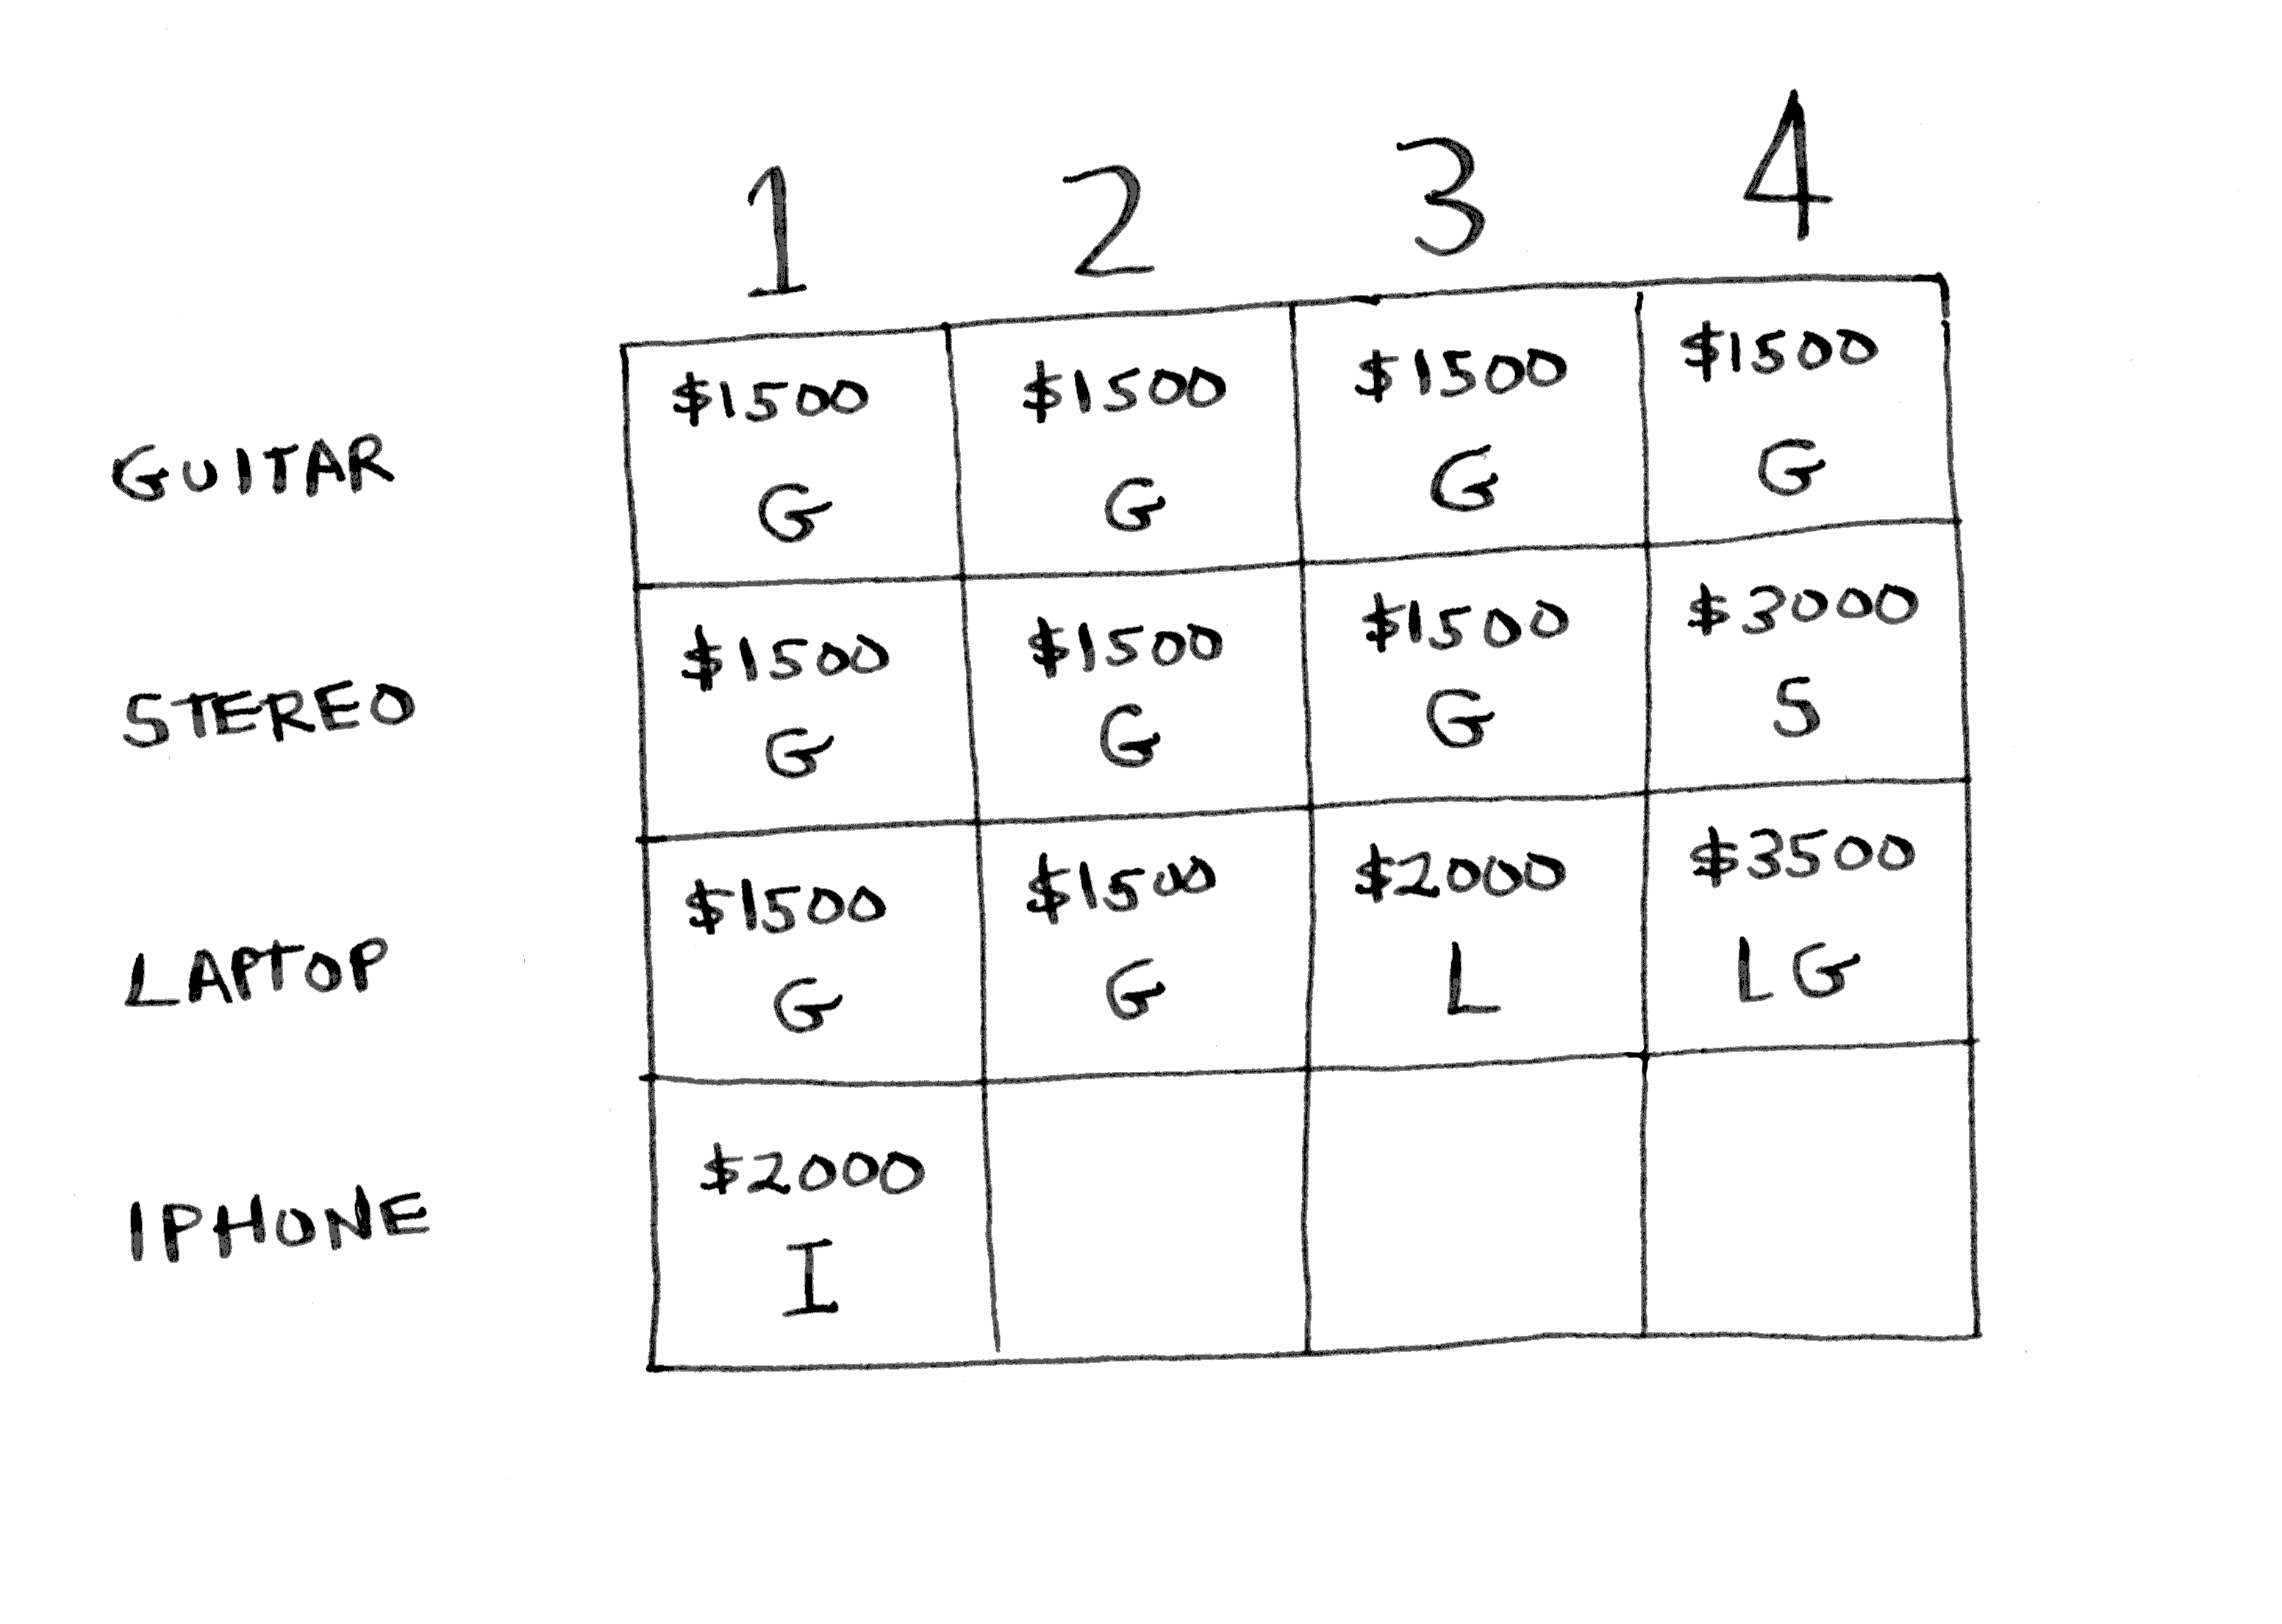 1 2 3 4
GUITAR $1500 $1500 $1500 $1500
G G G G
STEREO $1500 $1500 $1500 $3000
G G G S
LAPTOP $1500 $1500 $2000 $3500
G G L LG
IPHONE $2000
I